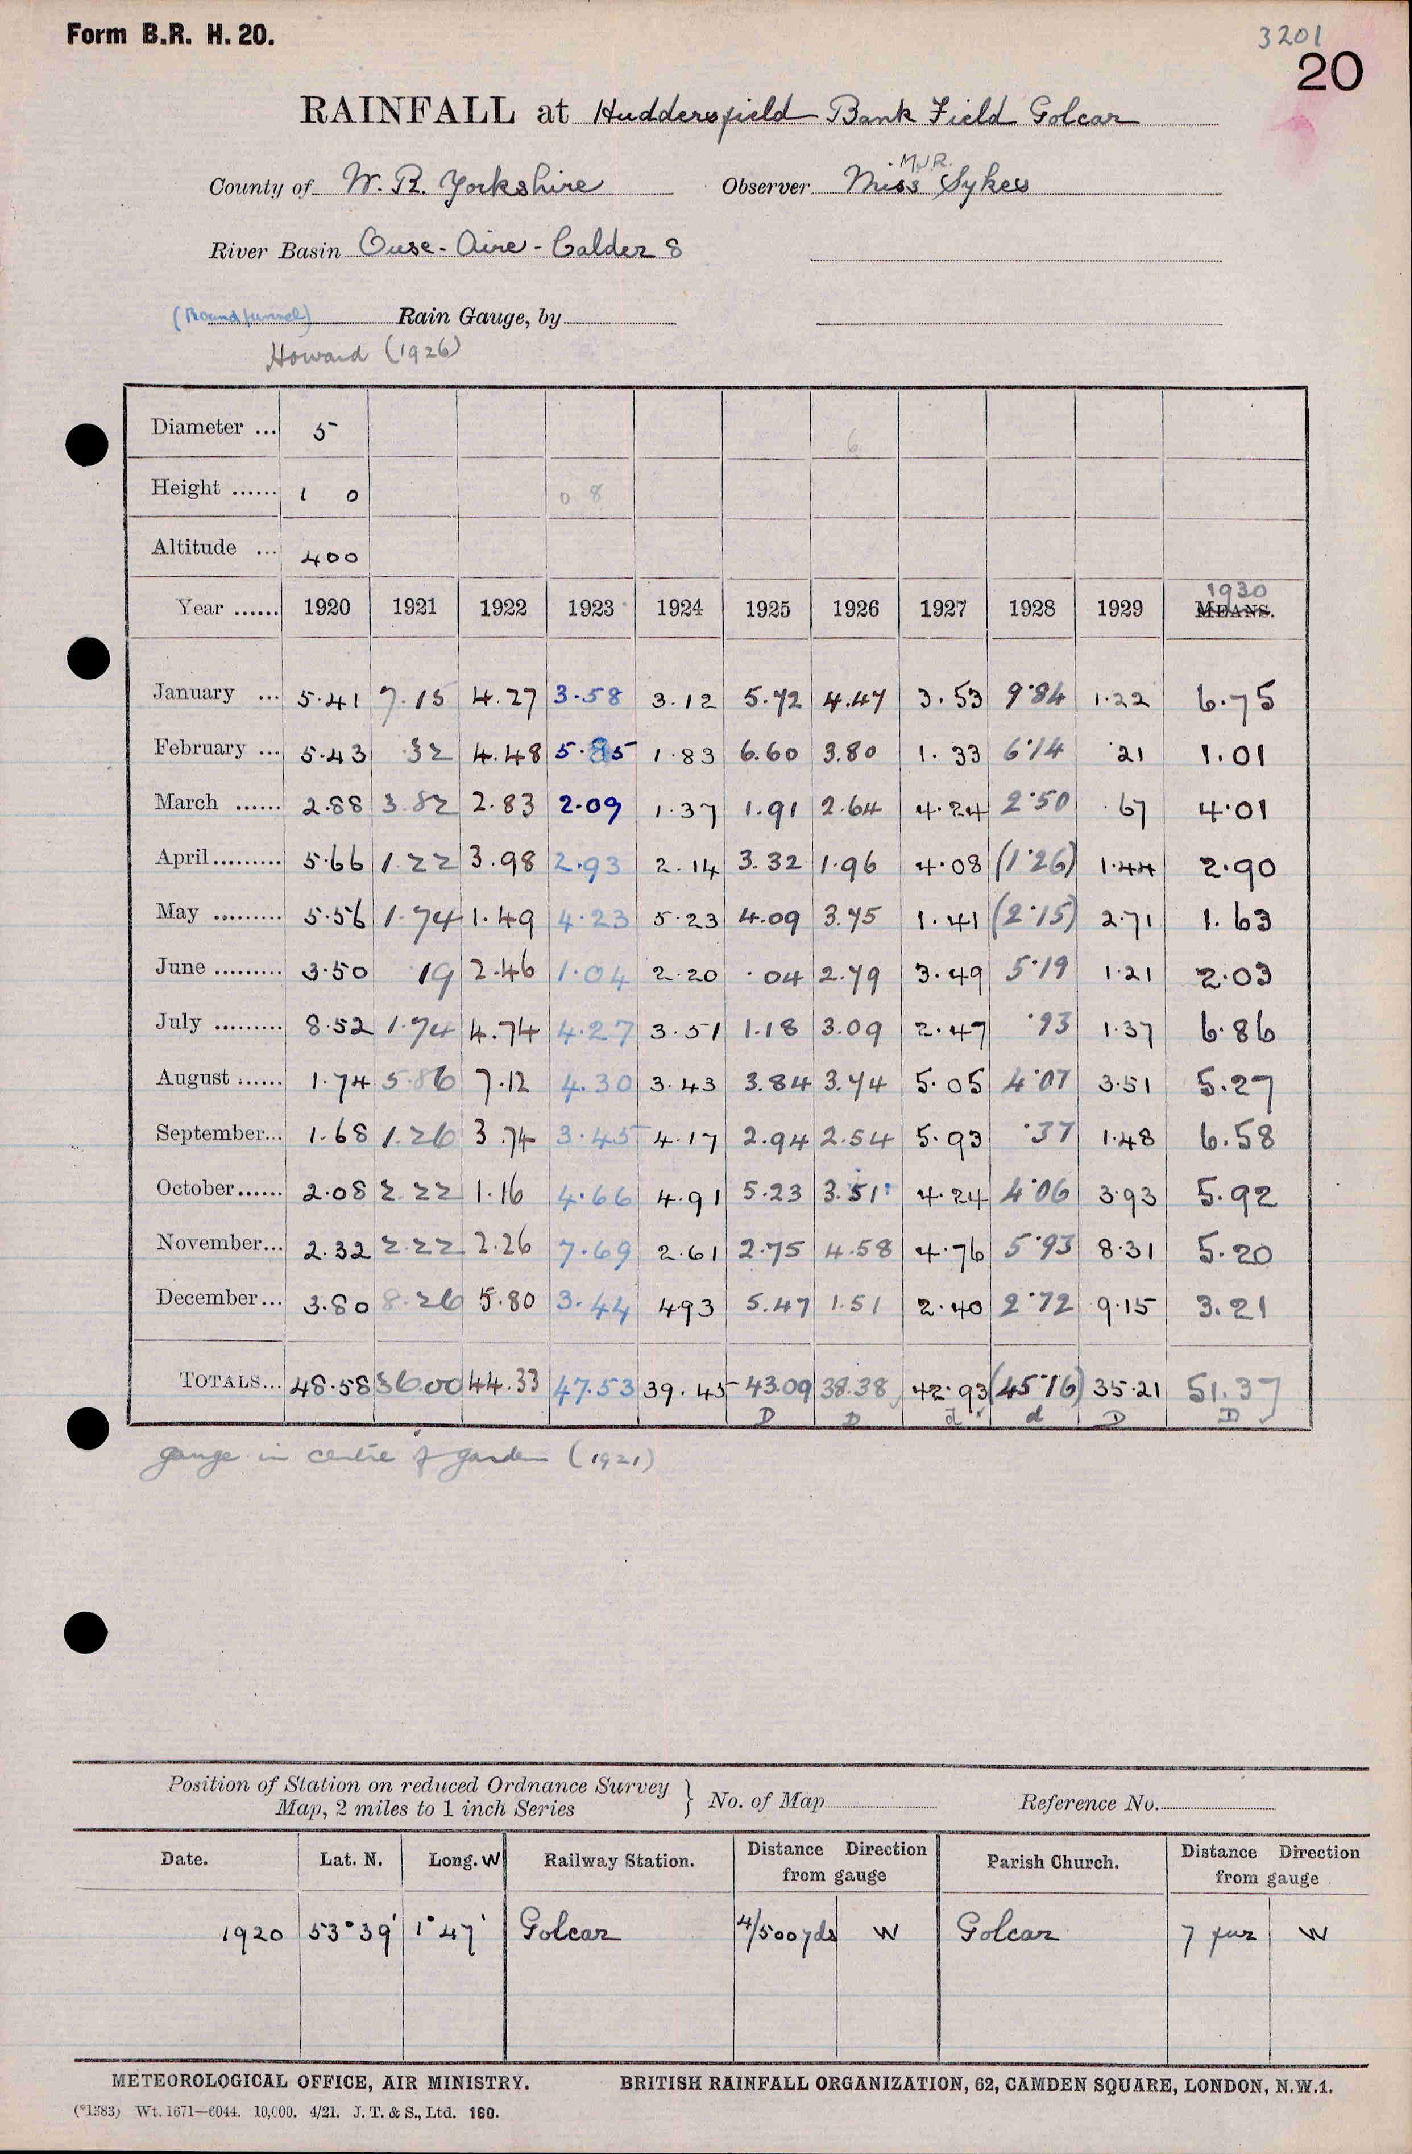 Form B.R. H. 20.
3201
20
RAINFALL at Huddersfield Bank Field Golcar
M.J.R.
County of W. R. Yorkshire Observer Miss Sykes
River Basin Ouse - Aire - Calder 8
(Round funnel) Rain Gauge, by
Howard (1926)
Diameter ... 5 6
Height ...... 1 0 0 8
Altitude ... 400
1930
Year ...... 1920 1921 1922 1923 1924 1925 1926 1927 1928 1929 MEANS.
January ... 5.41 7.15 4.27 3.58 3.12 5.72 4.47 3.53 9.84 1.22 6.75
February ... 5.43 .32 4.48 5.85 1.83 6.60 3.80 1.33 6.14 .21 1.01
March ...... 2.88 3.82 2.83 2.09 1.37 1.91 2.64 4.24 2.50 .67 4.01
April......... 5.66 1.22 3.98 2.93 2.14 3.32 1.96 4.08 (1.26) 1.44 2.90
May ......... 5.56 1.74 1.49 4.23 5.23 4.09 3.75 1.41 (2.15) 2.71 1.63
June ......... 3.50 19 2.46 1.04 2.20 .04 2.79 3.49 5.19 1.21 2.03
July ......... 8.52 1.74 4.74 4.27 3.51 1.18 3.09 2.47 .93 1.37 6.86
August ...... 1.74 5.86 7.12 4.30 3.43 3.84 3.74 5.05 4.07 3.51 5.27
September... 1.68 1.26 3.74 3.45 4.17 2.94 2.54 5.93 .37 1.48 6.58
October...... 2.08 2.22 1.16 4.66 4.91 5.23 3.51 4.24 4.06 3.93 5.92
November... 2.32 2.22 2.26 7.69 2.61 2.75 4.58 4.76 5.93 8.31 5.20
December... 3.80 8.26 5.80 3.44 493 5.47 1.51 2.40 2.72 9.15 3.21
TOTALS... 48.58 36.00 44.33 47.53 39.45 43.09 38.38 42.93 (45.16) 35.21 51.37
D D d d D D
gauge in centre of garden (1921)
Position of Station on reduced Ordnance Survey
Map, 2 miles to 1 inch Series } No. of Map Reference No.
Date. Lat. N. Long. W Railway Station. Distance Direction from gauge Parish Church. Distance Direction from gauge
1920 53°39' 1°47' Golcar 4/500 yds W Golcar 7 fur W
METEOROLOGICAL OFFICE, AIR MINISTRY. BRITISH RAINFALL ORGANIZATION, 62, CAMDEN SQUARE, LONDON, N.W.1.
(*1383) Wt. 1671—6044. 10,000. 4/21. J. T. & S., Ltd. 160.